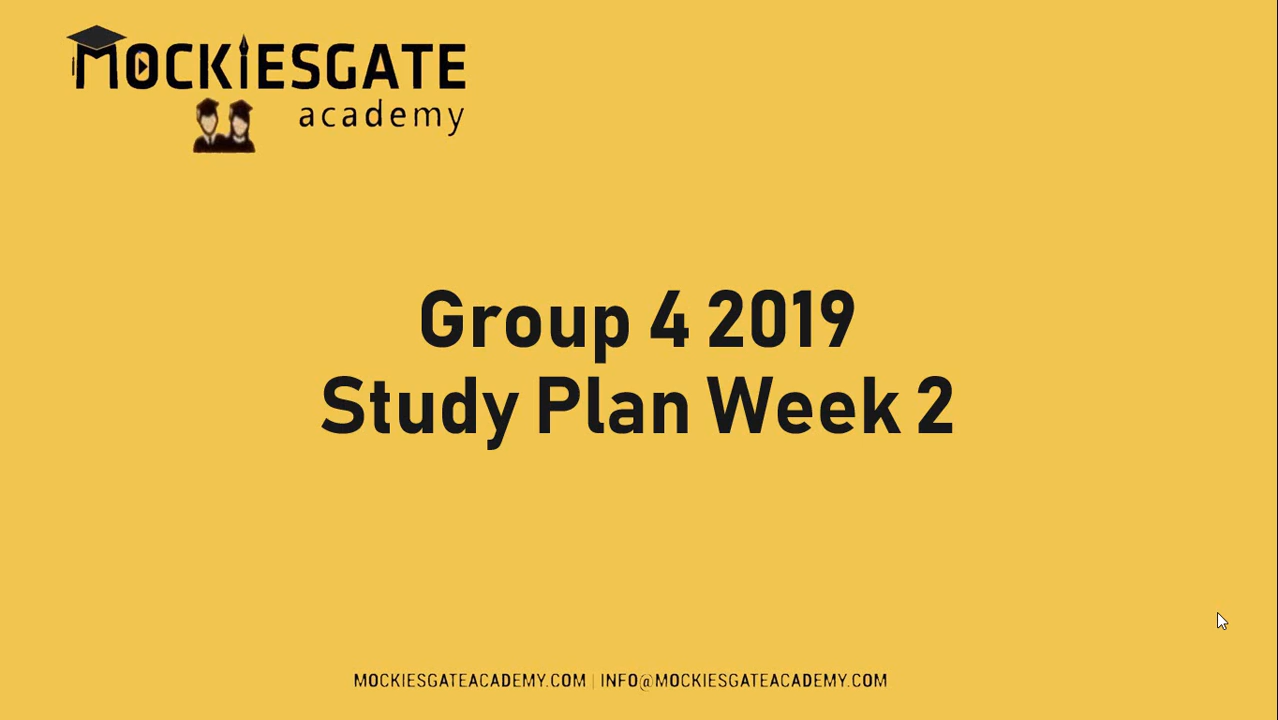 MOCKIESGATE
academy
Group 4 2019
Study Plan Week 2
MOCKIESGATEACADEMY.COM | INFO@MOCKIESGATEACADEMY.COM